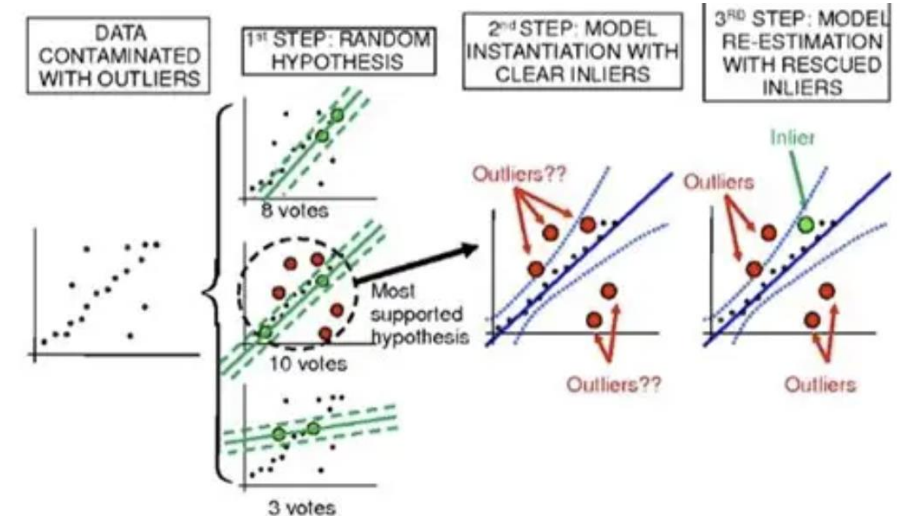 DATA
CONTAMINATED
WITH OUTLIERS
1st STEP: RANDOM
HYPOTHESIS
2nd STEP: MODEL
INSTANTIATION WITH
CLEAR INLIERS
3RD STEP: MODEL
RE-ESTIMATION
WITH RESCUED
INLIERS
8 votes
Most
supported
hypothesis
10 votes
3 votes
Outliers??
Outliers??
Inlier
Outliers
Outliers